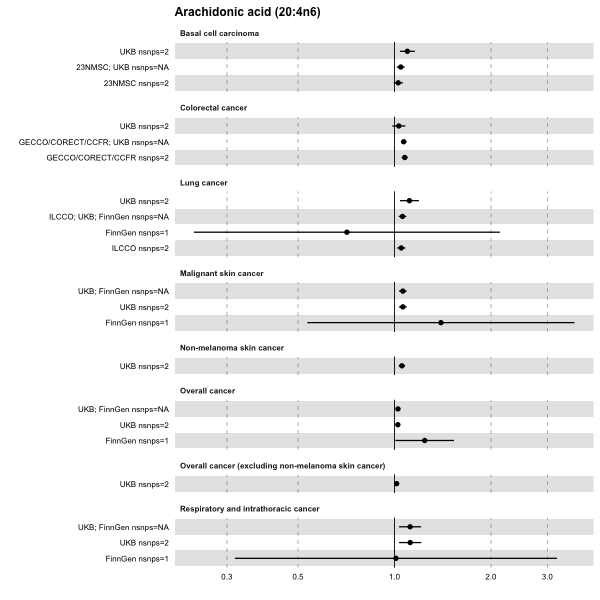 Arachidonic acid (20:4n6)
Basal cell carcinoma
UKB nsnps=2
23NMSC; UKB nsnps=NA
23NMSC nsnps=2
Colorectal cancer
UKB nsnps=2
GECCO/CORECT/CCFR; UKB nsnps=NA
GECCO/CORECT/CCFR nsnps=2
Lung cancer
UKB nsnps=2
ILCCO; UKB; FinnGen nsnps=NA
FinnGen nsnps=1
ILCCO nsnps=2
Malignant skin cancer
UKB; FinnGen nsnps=NA
UKB nsnps=2
FinnGen nsnps=1
Non-melanoma skin cancer
UKB nsnps=2
Overall cancer
UKB; FinnGen nsnps=NA
UKB nsnps=2
FinnGen nsnps=1
Overall cancer (excluding non-melanoma skin cancer)
UKB nsnps=2
Respiratory and intrathoracic cancer
UKB; FinnGen nsnps=NA
UKB nsnps=2
FinnGen nsnps=1
0.3 0.5 1.0 2.0 3.0